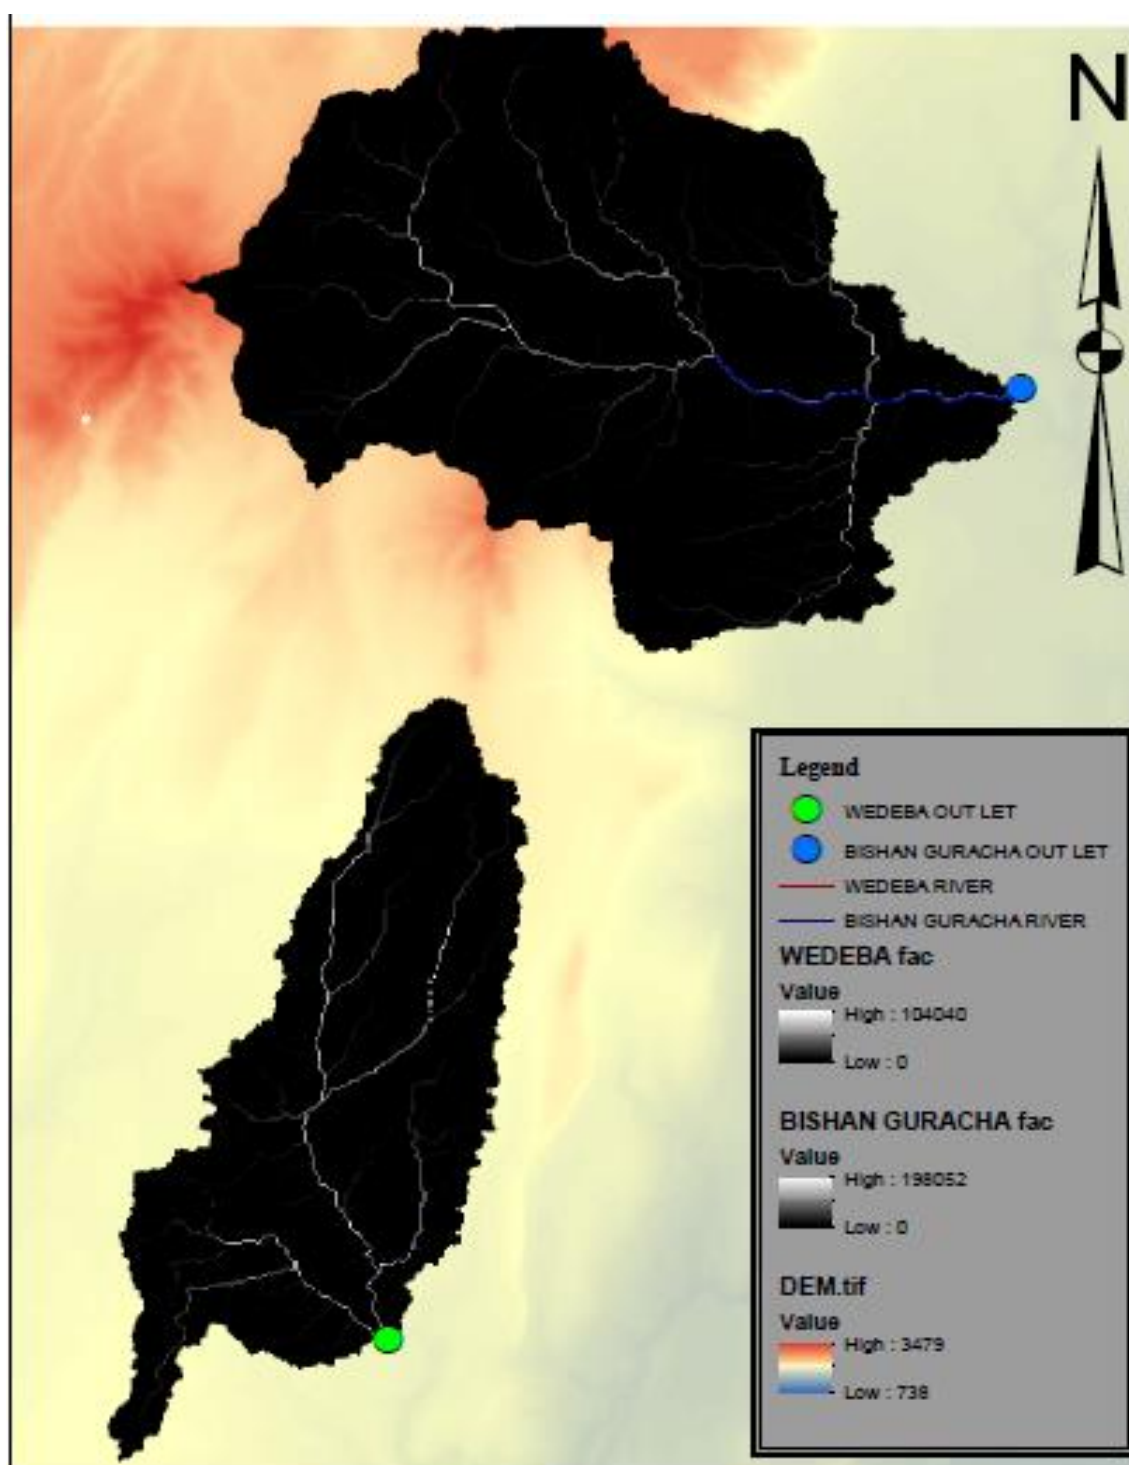 N
Legend
WEDEBA OUT LET
BISHAN GURACHA OUT LET
WEDEBA RIVER
BISHAN GURACHA RIVER
WEDEBA fac
Value
High : 104040
Low : 0
BISHAN GURACHA fac
Value
High : 198052
Low : 0
DEM.tif
Value
High : 3479
Low : 738